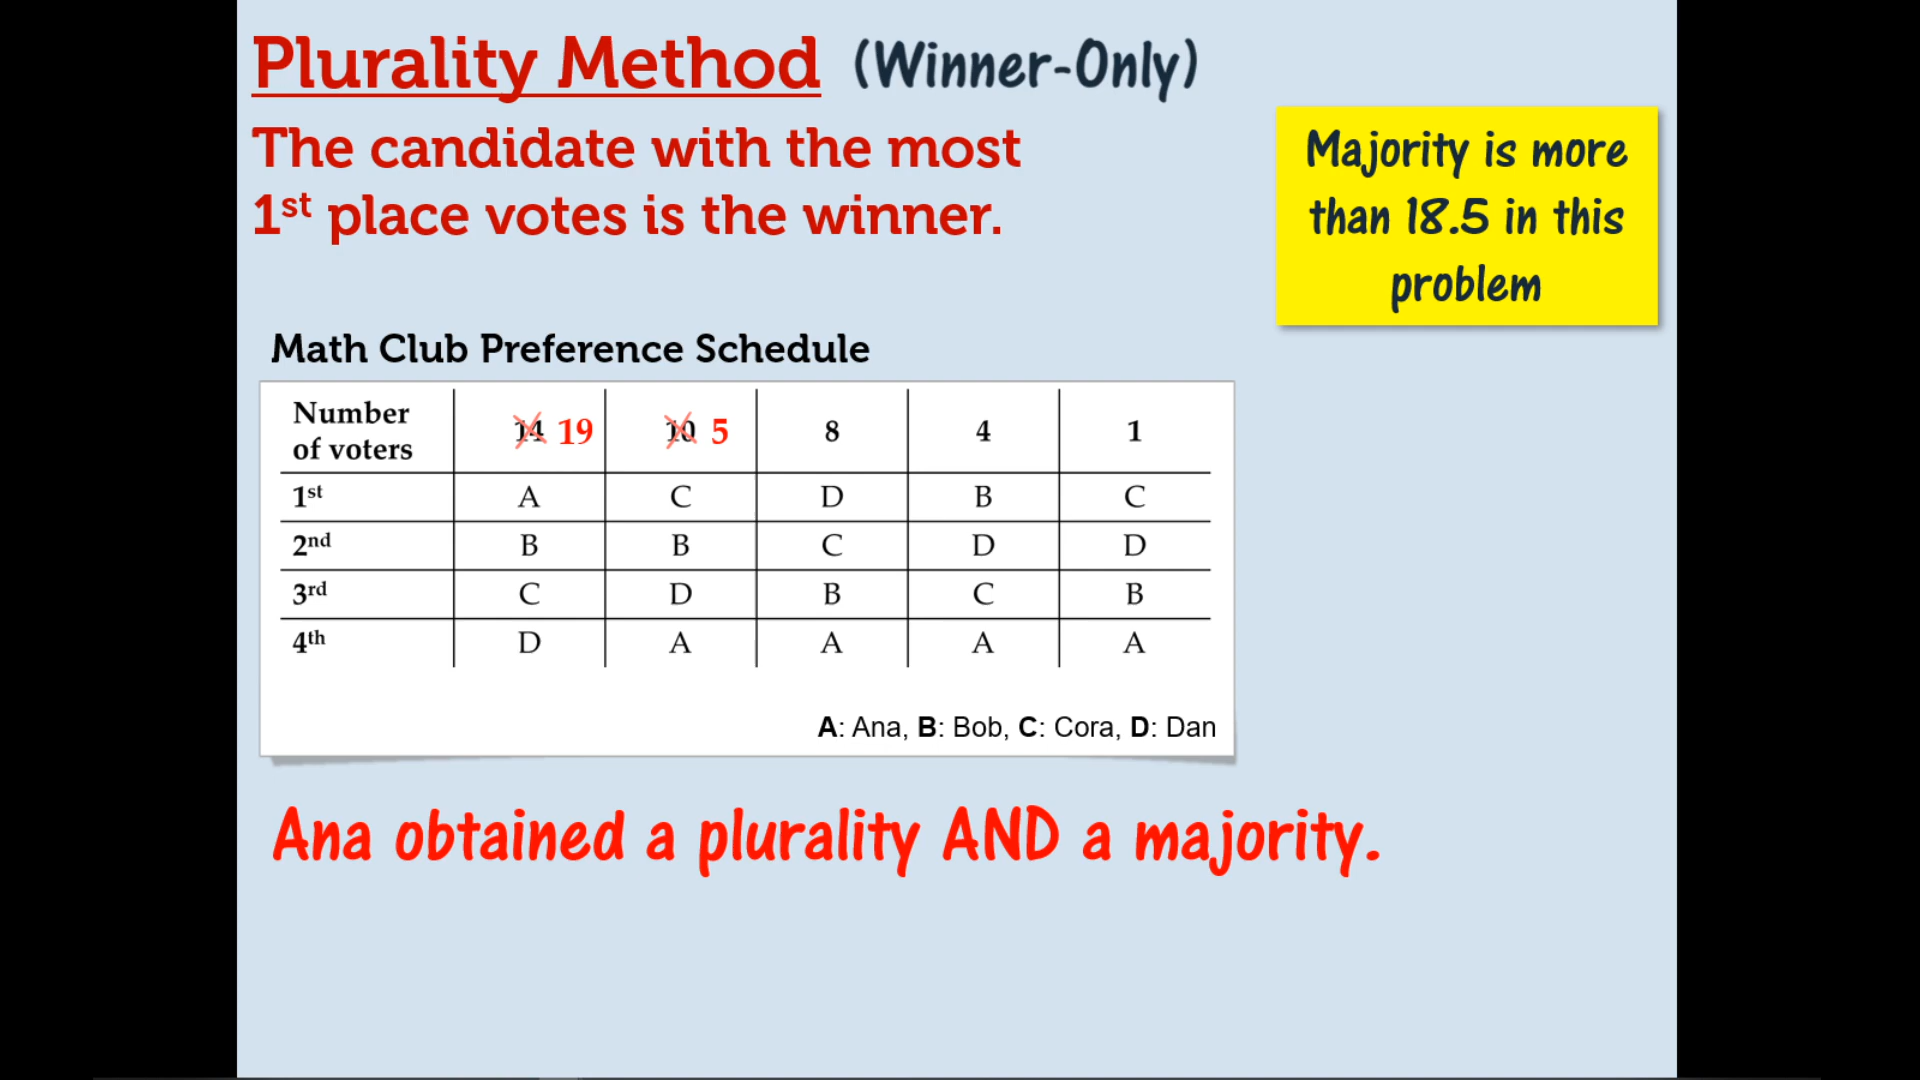 Plurality Method (Winner-Only)
The candidate with the most
1st place votes is the winner.
Majority is more
than 18.5 in this
problem
Math Club Preference Schedule
Number of voters 14 19 10 5 8 4 1
1st A C D B C
2nd B B C D D
3rd C D B C B
4th D A A A A
A: Ana, B: Bob, C: Cora, D: Dan
Ana obtained a plurality AND a majority.